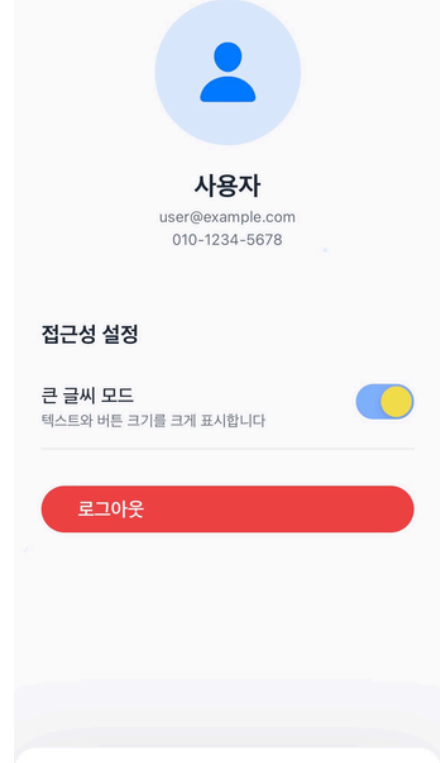 사용자
user@example.com
010-1234-5678
접근성 설정
큰 글씨 모드
텍스트와 버튼 크기를 크게 표시합니다
로그아웃